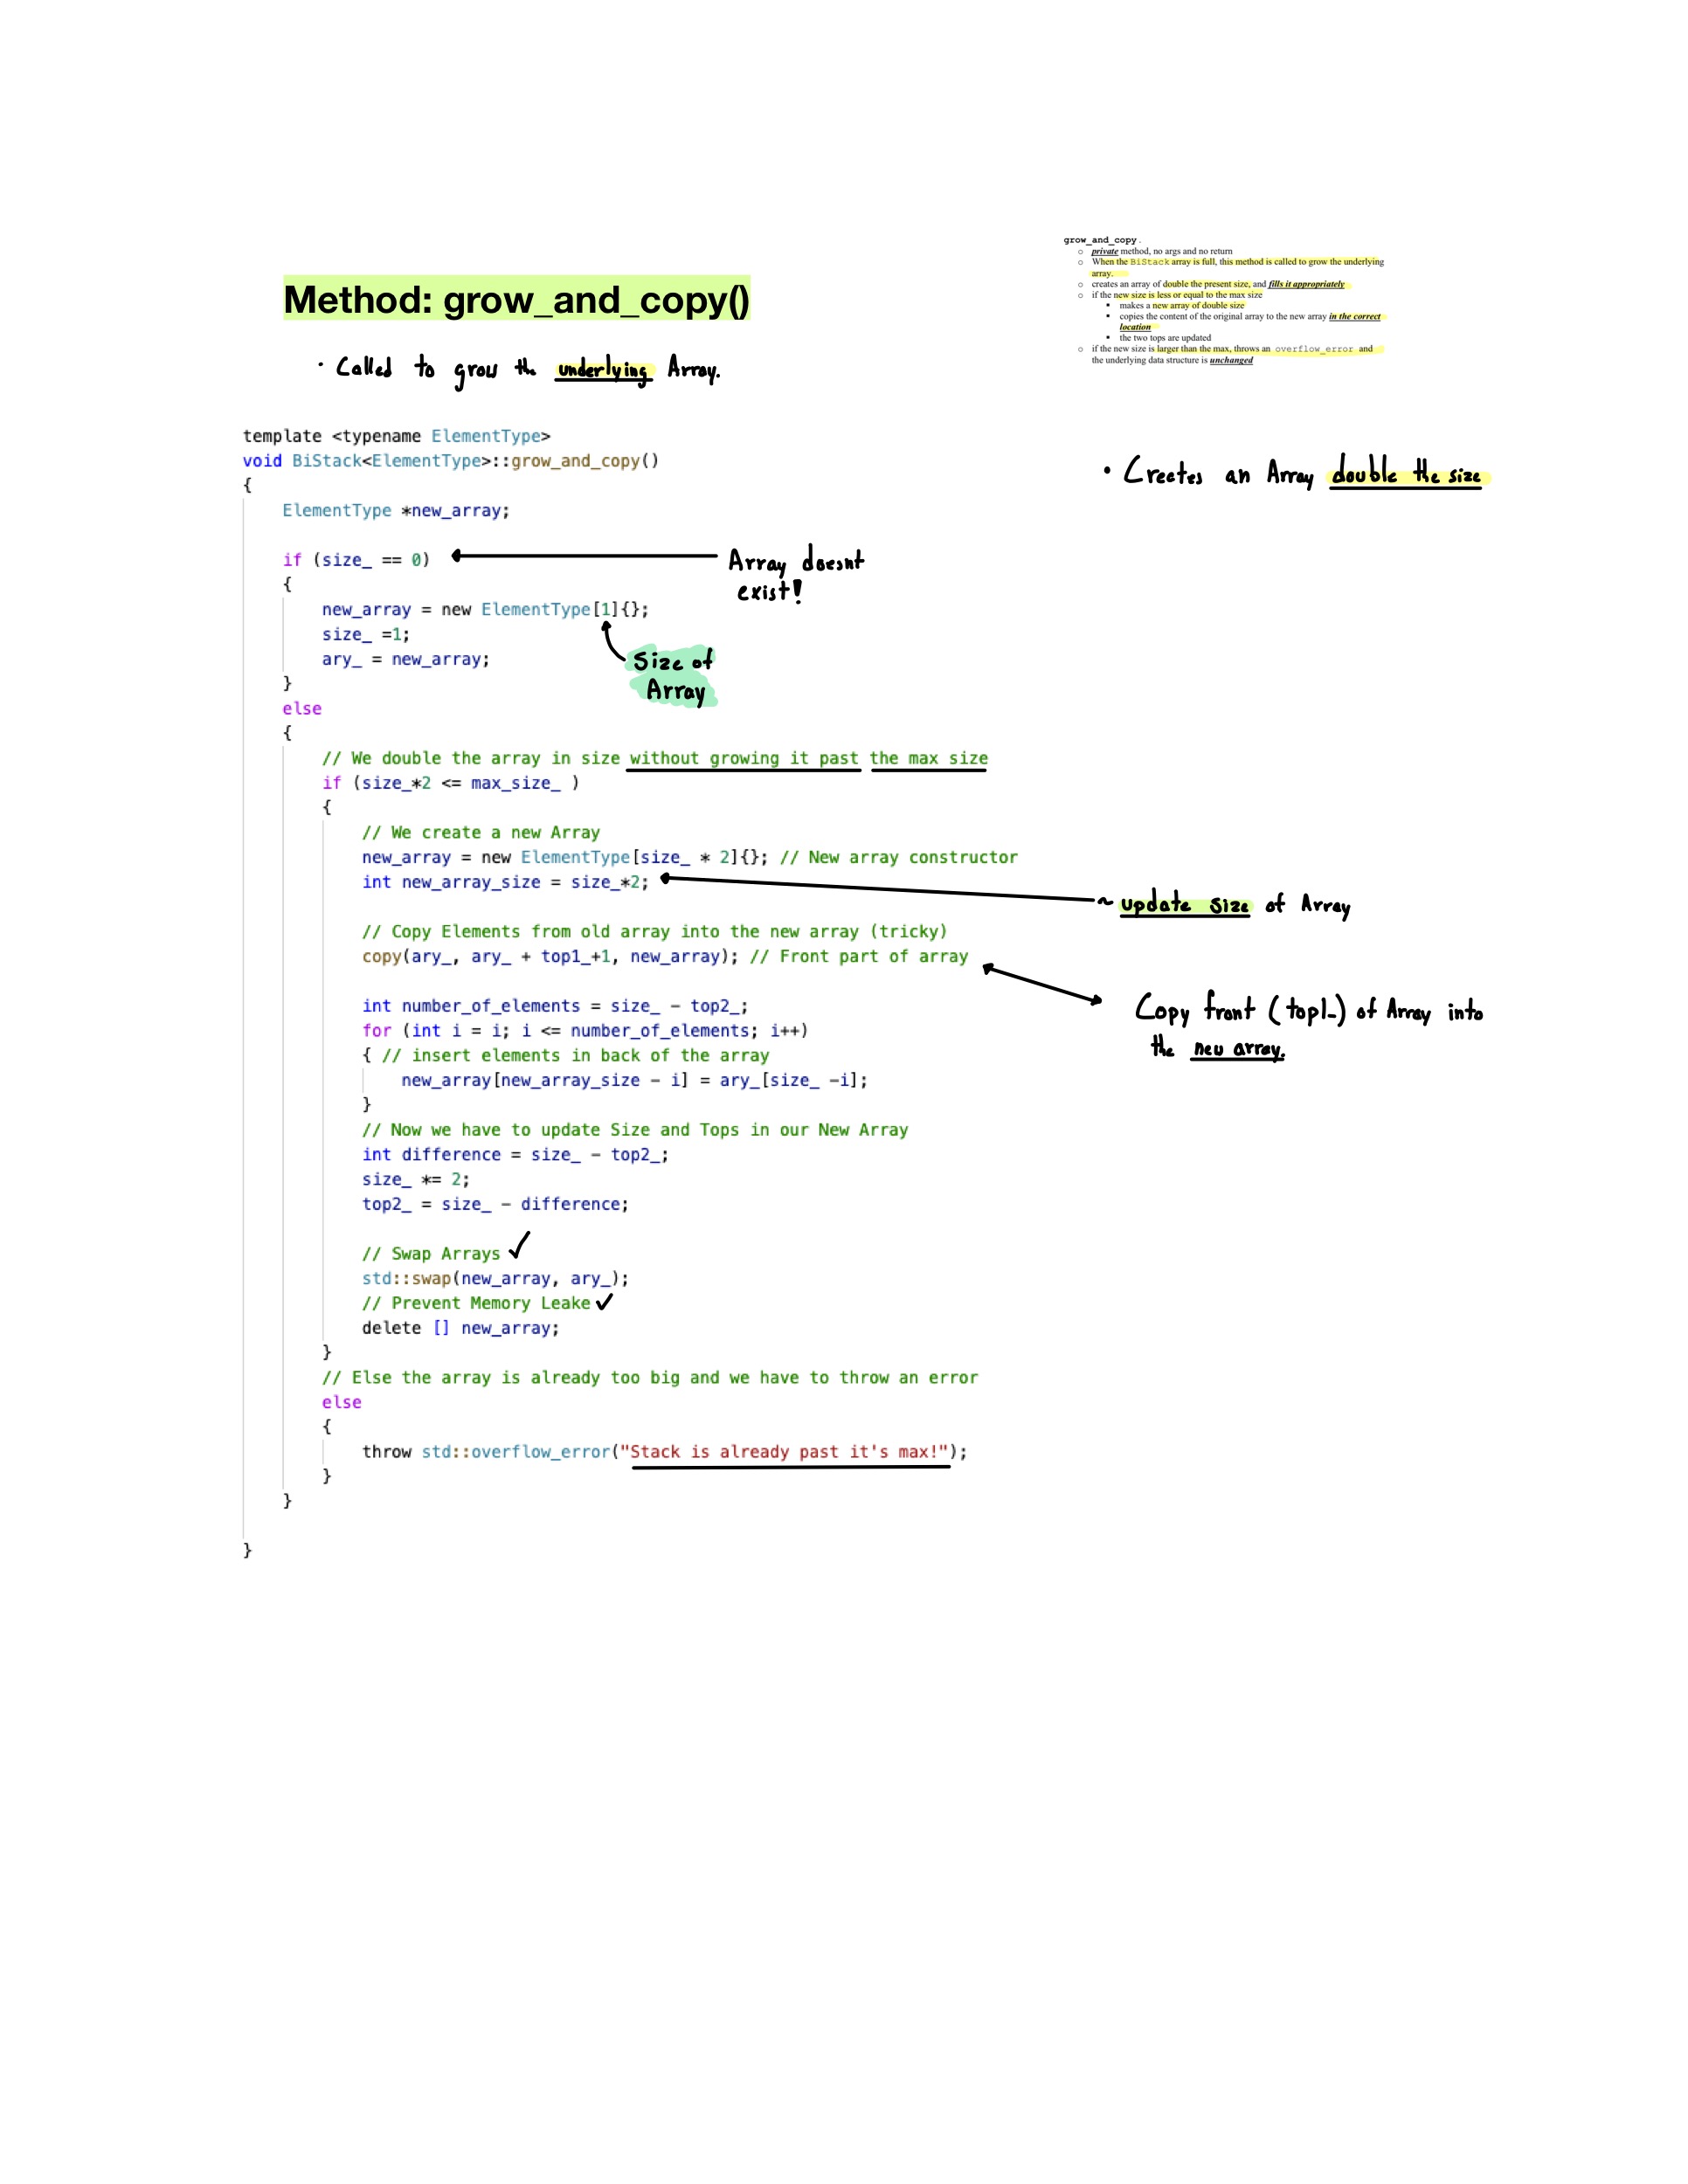 grow_and_copy.
○ private method, no args and no return
○ When the BiStack array is full, this method is called to grow the underlying
array.
○ creates an array of double the present size, and fills it appropriately
○ if the new size is less or equal to the max size
▪ makes a new array of double size
▪ copies the content of the original array to the new array in the correct
location
▪ the two tops are updated
○ if the new size is larger than the max, throws an overflow_error and
the underlying data structure is unchanged
Method: grow_and_copy()
· Called to grow the underlying Array.
template <typename ElementType>
void BiStack<ElementType>::grow_and_copy()
• Creates an Array double the size
{
ElementType *new_array;
if (size_ == 0)
Array doesnt
exist!
{
new_array = new ElementType[1]{};
size_ =1;
ary_ = new_array;
Size of
Array
}
else
{
// We double the array in size without growing it past the max size
if (size_*2 <= max_size_ )
{
// We create a new Array
new_array = new ElementType[size_ * 2]{}; // New array constructor
int new_array_size = size_*2;
~ update size of Array
// Copy Elements from old array into the new array (tricky)
copy(ary_, ary_ + top1_+1, new_array); // Front part of array
Copy front (top1_) of Array into
the new array.
int number_of_elements = size_ - top2_;
for (int i = i; i <= number_of_elements; i++)
{ // insert elements in back of the array
new_array[new_array_size - i] = ary_[size_ -i];
}
// Now we have to update Size and Tops in our New Array
int difference = size_ - top2_;
size_ *= 2;
top2_ = size_ - difference;
// Swap Arrays ✓
std::swap(new_array, ary_);
// Prevent Memory Leake ✓
delete [] new_array;
}
// Else the array is already too big and we have to throw an error
else
{
throw std::overflow_error("Stack is already past it's max!");
}
}
}